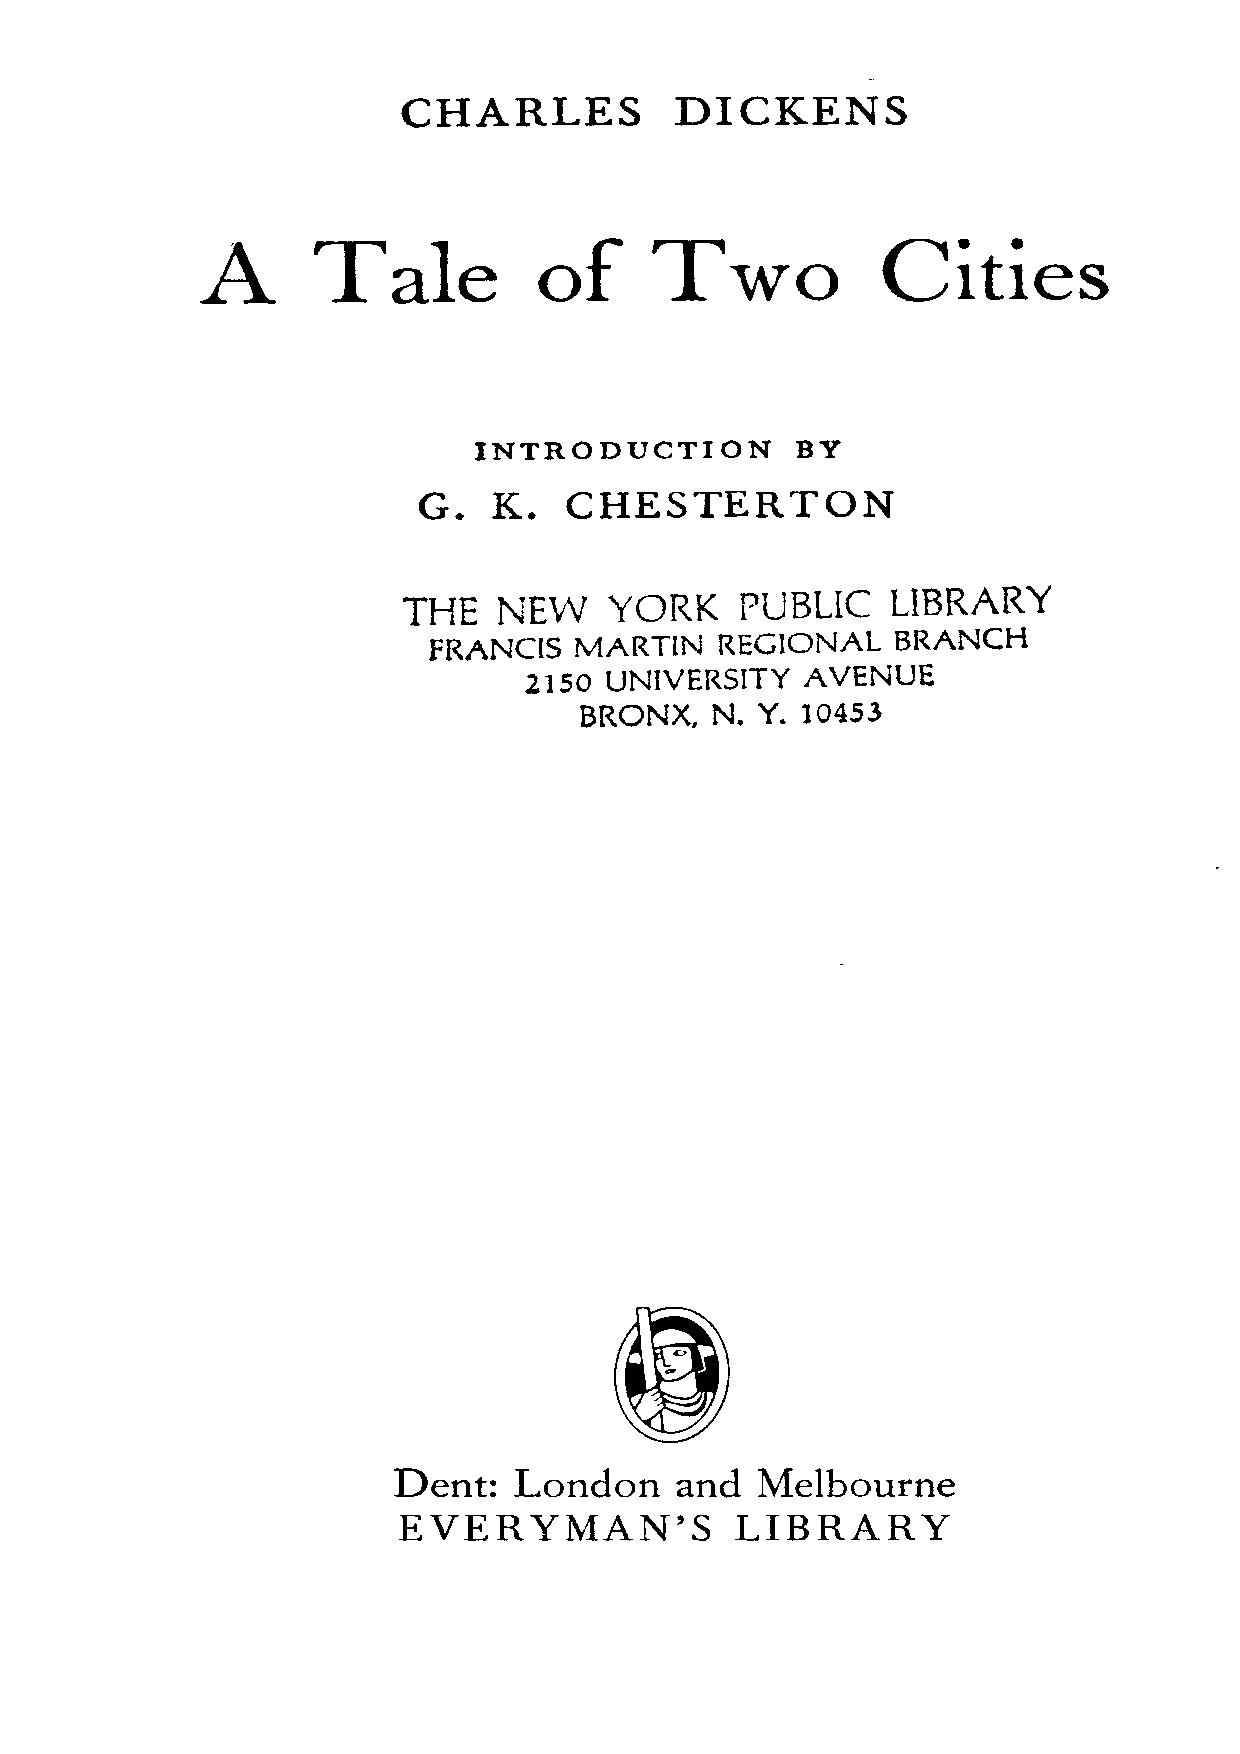 CHARLES DICKENS
A Tale of Two Cities
INTRODUCTION BY
G. K. CHESTERTON
THE NEW YORK PUBLIC LIBRARY
FRANCIS MARTIN REGIONAL BRANCH
2150 UNIVERSITY AVENUE
BRONX, N. Y. 10453
Dent: London and Melbourne
EVERYMAN'S LIBRARY